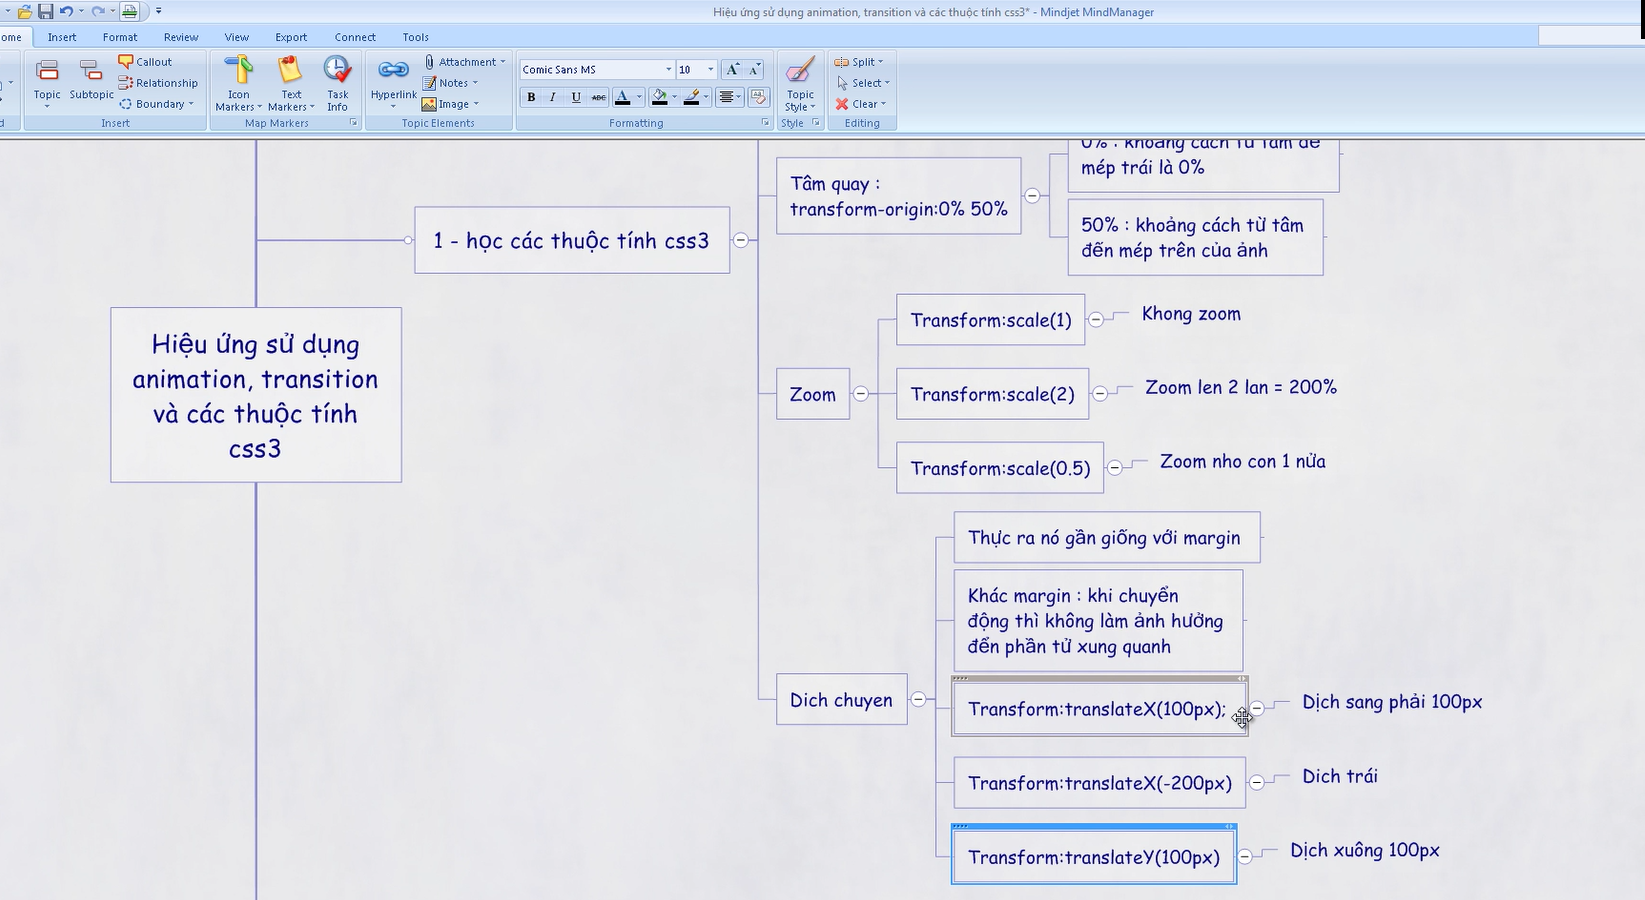 Hiệu ứng sử dụng animation, transition và các thuộc tính css3* - Mindjet MindManager
ome
Insert
Format
Review
View
Export
Connect
Tools
Topic
Subtopic
Callout
Relationship
Boundary
Insert
Icon Markers
Text Markers
Task Info
Map Markers
Hyperlink
Attachment
Notes
Image
Topic Elements
Comic Sans MS
10
A
A
B
I
U
ABC
A
Formatting
Topic Style
Style
Split
Select
Clear
Editing
0% : khoảng cách từ tâm đế
mép trái là 0%
Tâm quay :
transform-origin:0% 50%
50% : khoảng cách từ tâm
đến mép trên của ảnh
1 - học các thuộc tính css3
Hiệu ứng sử dụng
animation, transition
và các thuộc tính
css3
Zoom
Transform:scale(1)
Khong zoom
Transform:scale(2)
Zoom len 2 lan = 200%
Transform:scale(0.5)
Zoom nho con 1 nửa
Dich chuyen
Thực ra nó gần giống với margin
Khác margin : khi chuyển
động thì không làm ảnh hưởng
đến phần tử xung quanh
Transform:translateX(100px);
Dịch sang phải 100px
Transform:translateX(-200px)
Dich trái
Transform:translateY(100px)
Dịch xuông 100px